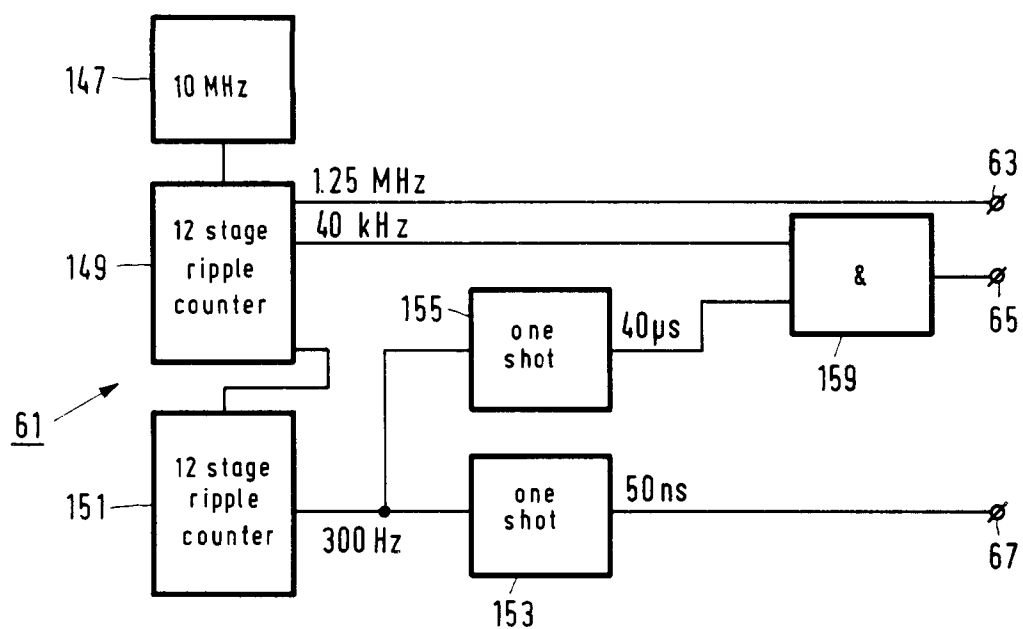 147
10 MHz
63
1.25 MHz
40 kHz
149
12 stage
ripple
counter
&
65
155
one
shot
40µs
159
61
151
12 stage
ripple
counter
300 Hz
one
shot
50ns
67
153